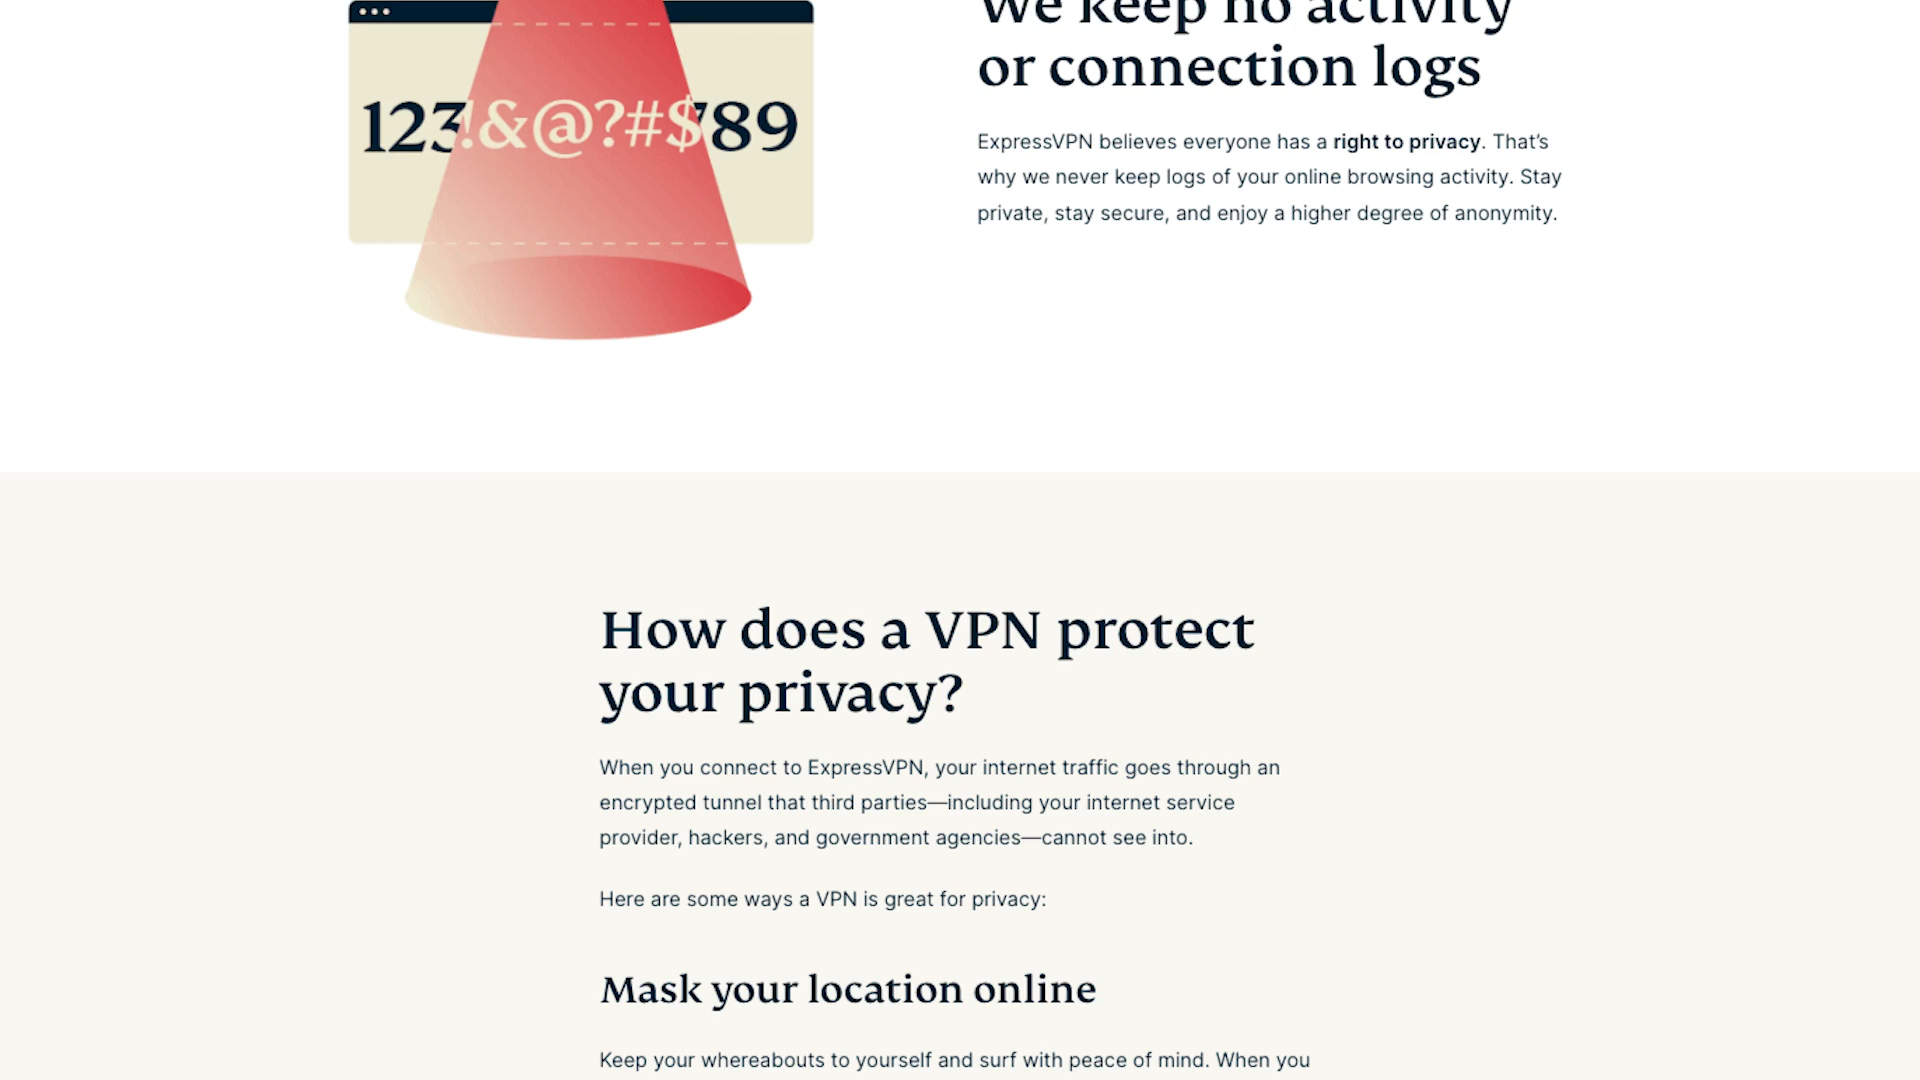 We keep no activity
or connection logs
123!&@?#$789
ExpressVPN believes everyone has a right to privacy. That’s
why we never keep logs of your online browsing activity. Stay
private, stay secure, and enjoy a higher degree of anonymity.
How does a VPN protect
your privacy?
When you connect to ExpressVPN, your internet traffic goes through an
encrypted tunnel that third parties—including your internet service
provider, hackers, and government agencies—cannot see into.
Here are some ways a VPN is great for privacy:
Mask your location online
Keep your whereabouts to yourself and surf with peace of mind. When you